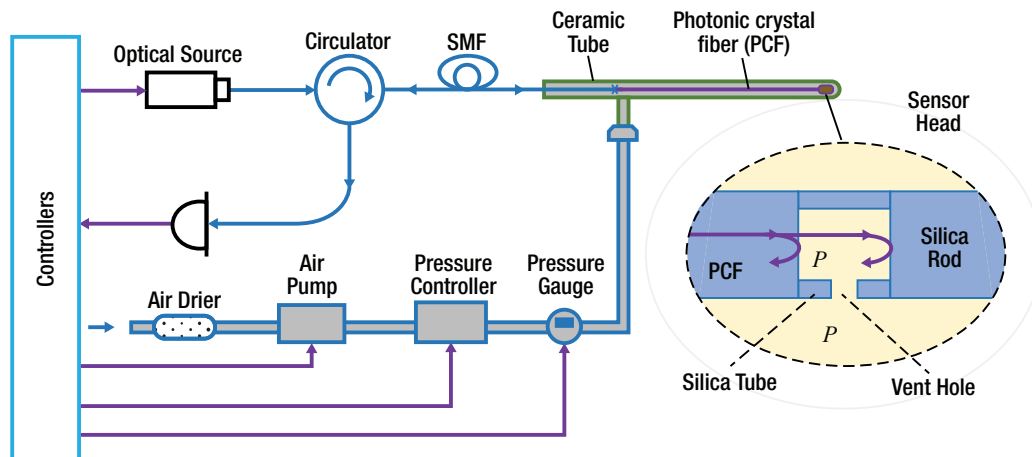 Controllers
Optical Source
Circulator
SMF
Ceramic
Tube
Photonic crystal
fiber (PCF)
Sensor
Head
Air Drier
Air
Pump
Pressure
Controller
Pressure
Gauge
PCF
P
Silica
Rod
P
Silica Tube
Vent Hole